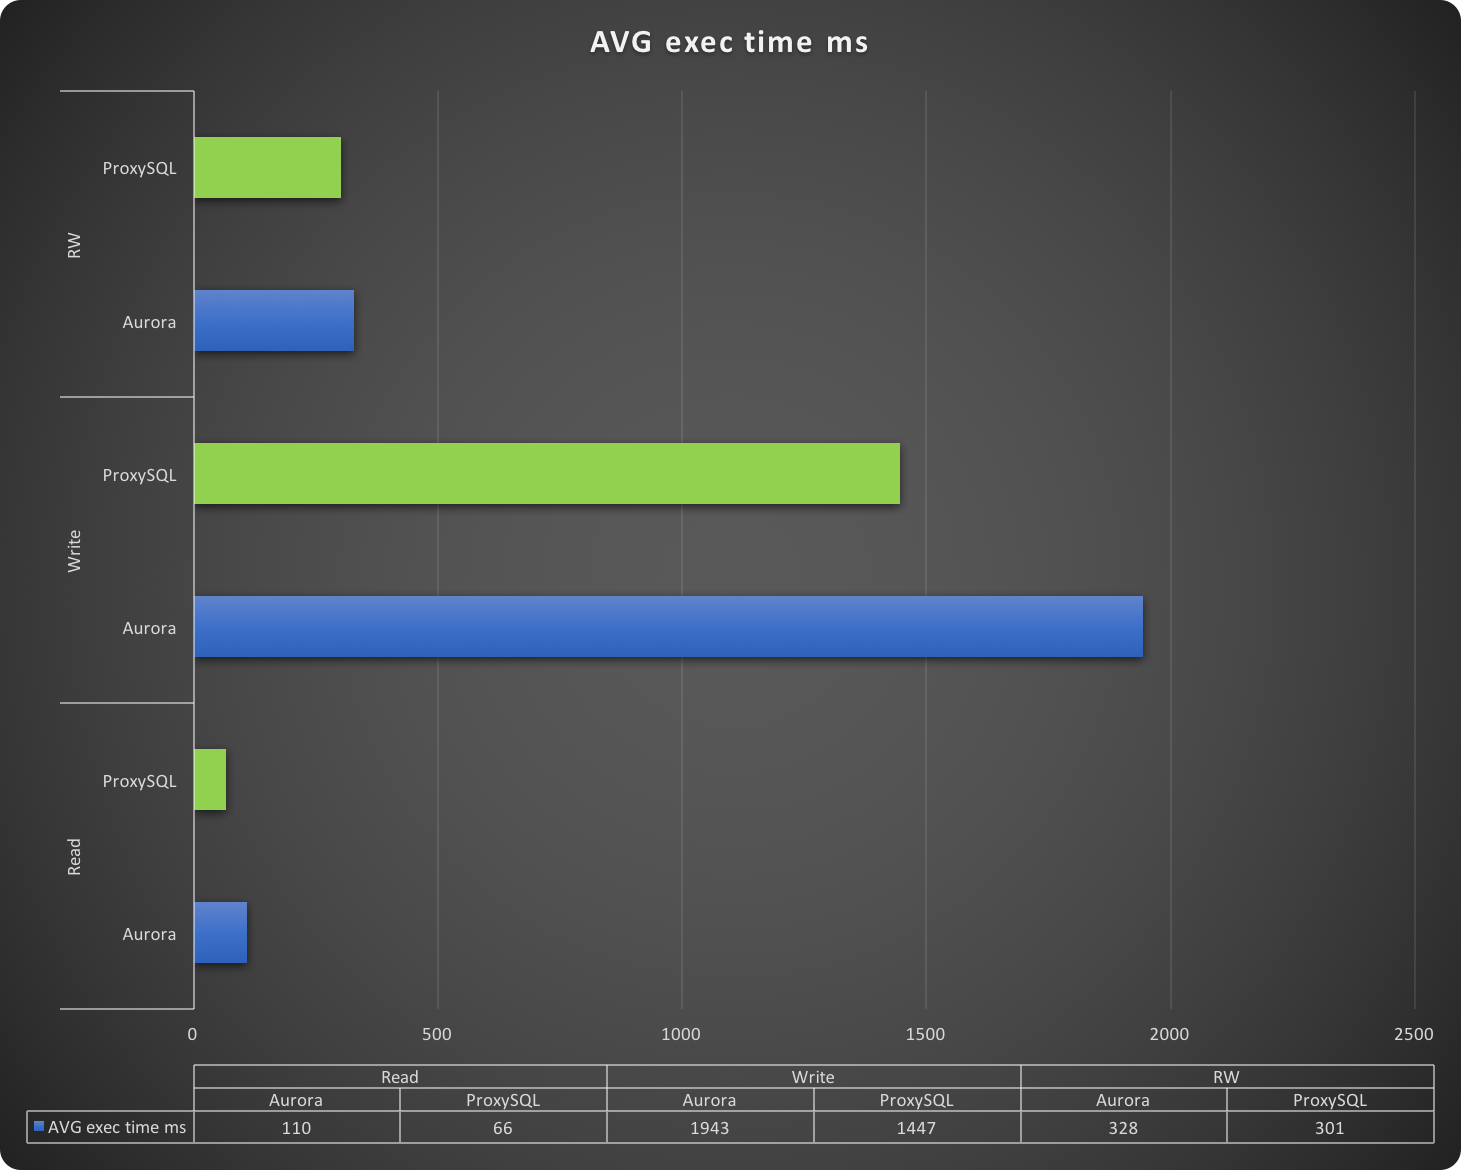 AVG exec time ms
ProxySQL
RW
Aurora
ProxySQL
Write
Aurora
ProxySQL
Read
Aurora
0 500 1000 1500 2000 2500
Read Write RW
Aurora ProxySQL Aurora ProxySQL Aurora ProxySQL
AVG exec time ms 110 66 1943 1447 328 301